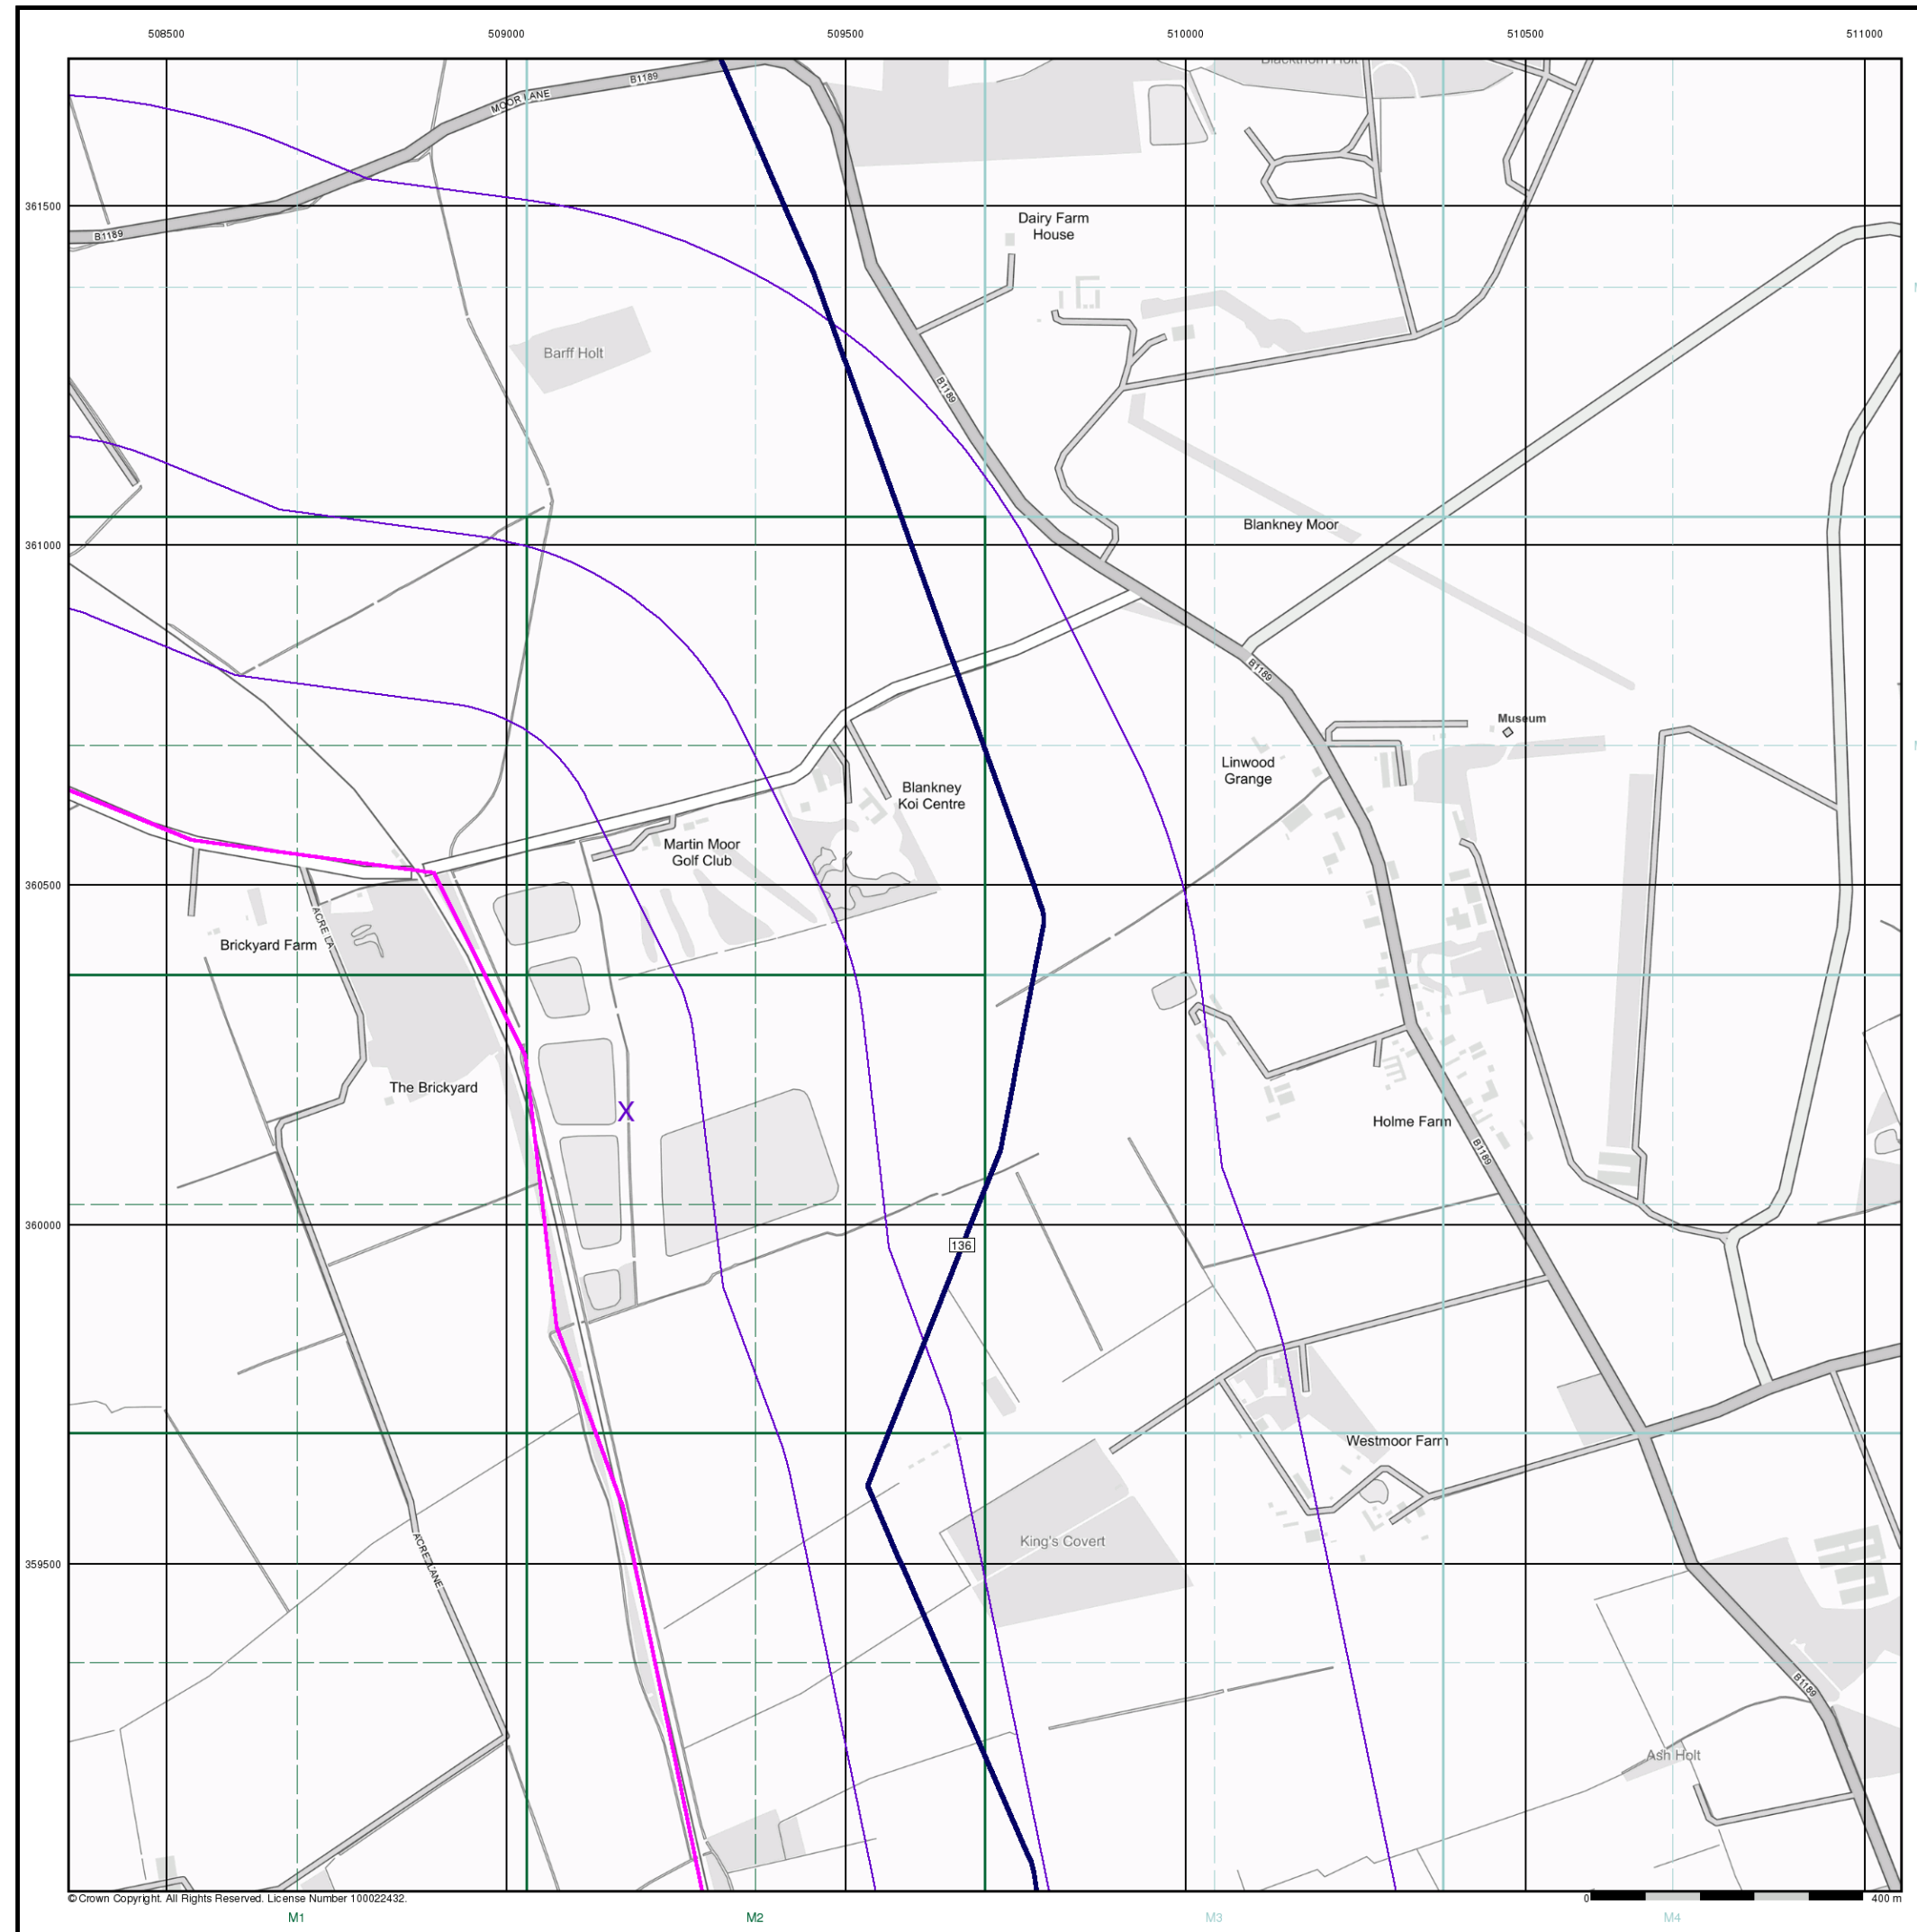 508500 509000 509500 510000 510500 511000
Blackthorn Holt
B1189
MOOR LANE
361500
B1189
Dairy Farm
House
Barff Holt
B1189
361000
Blankney Moor
B1189
Museum
Linwood
Grange
Blankney
Koi Centre
Martin Moor
Golf Club
360500
ACRE LA
Brickyard Farm
The Brickyard
X
Holme Farm
B1189
360000
136
Westmoor Farm
King's Covert
359500
ACRE LANE
B1189
Ash Holt
© Crown Copyright. All Rights Reserved. License Number 100022432.
0 400 m
M1 M2 M3 M4